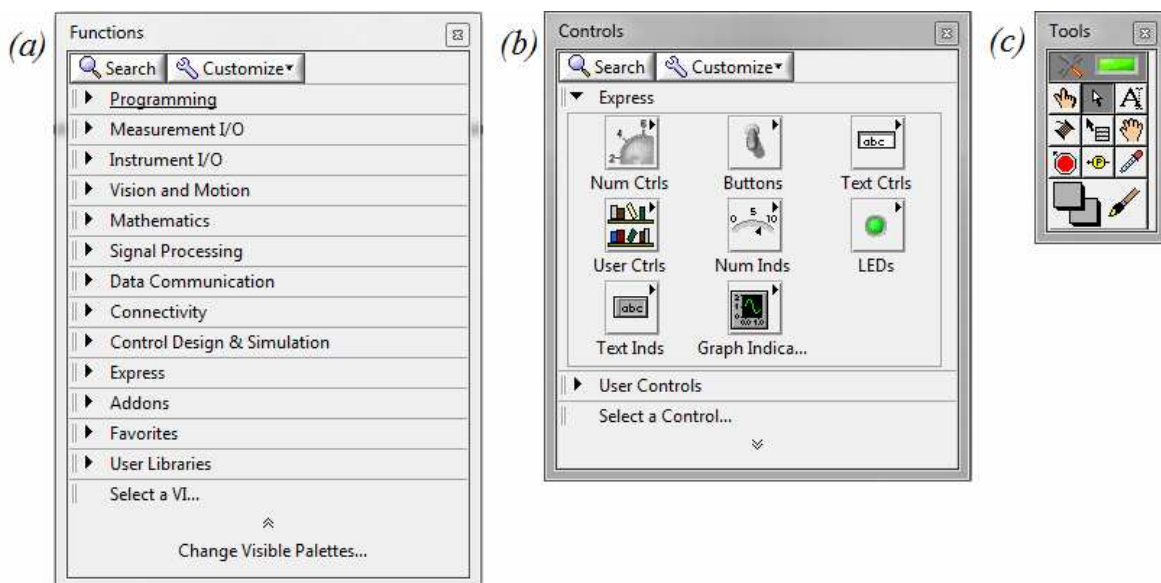 (a)
Functions
Search Customize
Programming
Measurement I/O
Instrument I/O
Vision and Motion
Mathematics
Signal Processing
Data Communication
Connectivity
Control Design & Simulation
Express
Addons
Favorites
User Libraries
Select a VI...
Change Visible Palettes...
(b)
Controls
Search Customize
Express
Num Ctrls Buttons Text Ctrls
User Ctrls Num Inds LEDs
Text Inds Graph Indica...
User Controls
Select a Control...
(c)
Tools